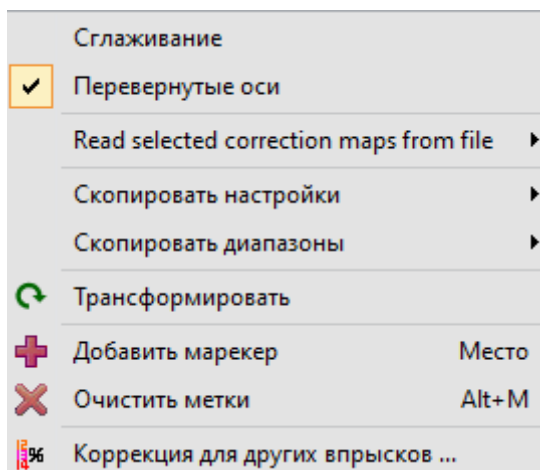 Сглаживание
Перевернутые оси
Read selected correction maps from file
Скопировать настройки
Скопировать диапазоны
Трансформировать
Добавить марекер Место
Очистить метки Alt+M
% Коррекция для других впрысков ...